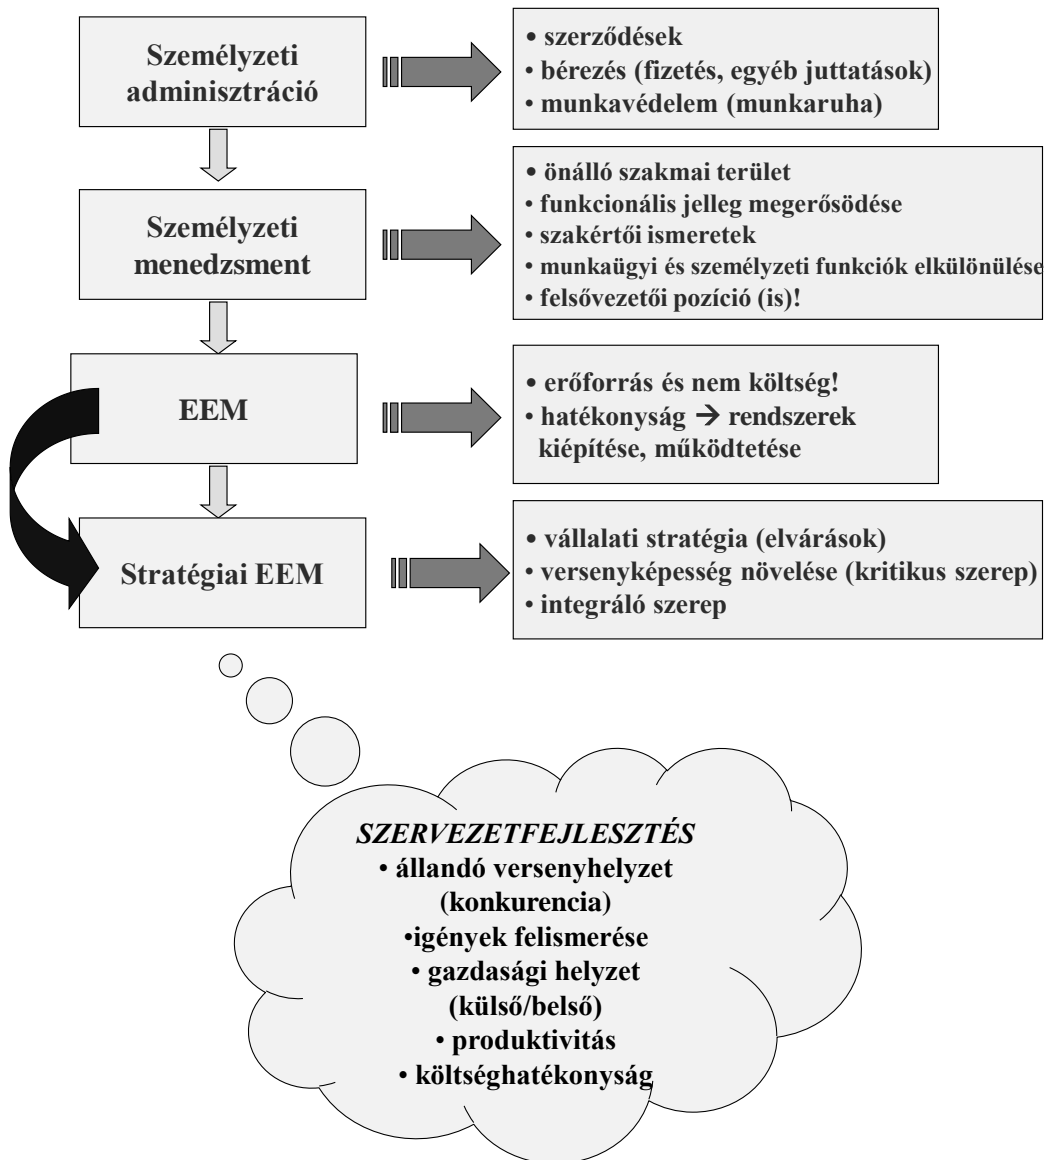 Személyzeti
adminisztráció
• szerződések
• bérezés (fizetés, egyéb juttatások)
• munkavédelem (munkaruha)
Személyzeti
menedzsment
• önálló szakmai terület
• funkcionális jelleg megerősödése
• szakértői ismeretek
• munkaügyi és személyzeti funkciók elkülönülése
• felsővezetői pozíció (is)!
EEM
• erőforrás és nem költség!
• hatékonyság → rendszerek
kiépítése, működtetése
Stratégiai EEM
• vállalati stratégia (elvárások)
• versenyképesség növelése (kritikus szerep)
• integráló szerep
SZERVEZETFEJLESZTÉS
• állandó versenyhelyzet
(konkurencia)
•igények felismerése
• gazdasági helyzet
(külső/belső)
• produktivitás
• költséghatékonyság